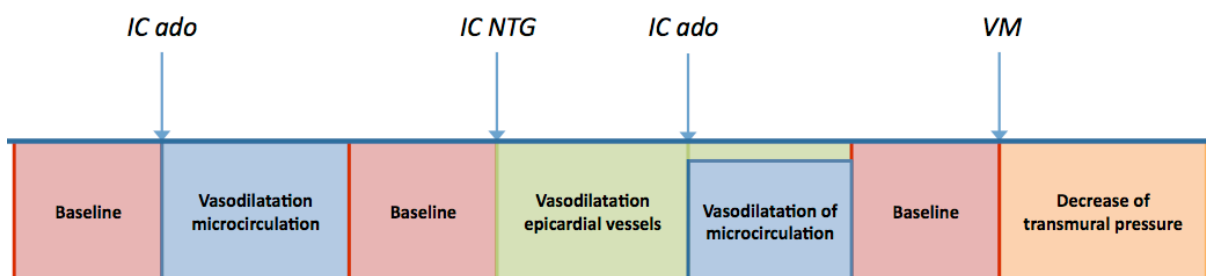 IC ado
IC NTG
IC ado
VM
Baseline
Vasodilatation
microcirculation
Baseline
Vasodilatation
epicardial vessels
Vasodilatation of
microcirculation
Baseline
Decrease of
transmural pressure